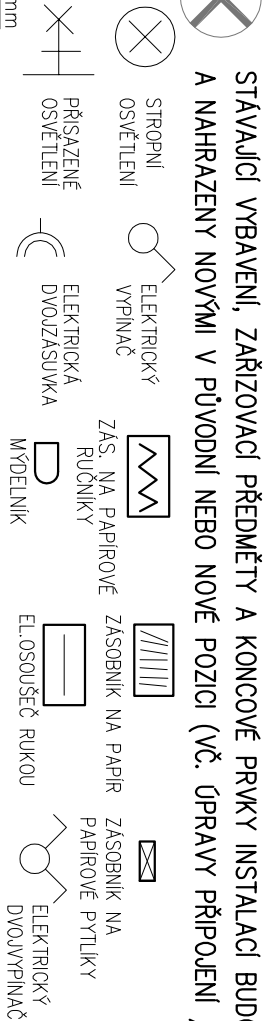 STÁVAJÍCÍ VYBAVENÍ, ZAŘIZOVACÍ PŘEDMĚTY A KONCOVÉ PRVKY INSTALACÍ
A NAHRAZENY NOVÝMI V PŮVODNÍ NEBO NOVÉ POZICI (VČ. ÚPRAVY PŘIPOJENÍ
STROPNÍ
OSVĚTLENÍ
ELEKTRICKÝ
VYPÍNAČ
ZÁS. NA PAPÍROVÉ
RUČNÍKY
ZÁSOBNÍK NA PAPÍR
ZÁSOBNÍK NA
PAPÍROVÉ PYTLÍKY
PŘISAZENÉ
OSVĚTLENÍ
ELEKTRICKÁ
DVOJZÁSUVKA
MÝDELNÍK
EL.OSOUŠEČ RUKOU
ELEKTRICKÝ
DVOJVYPÍNAČ
mm